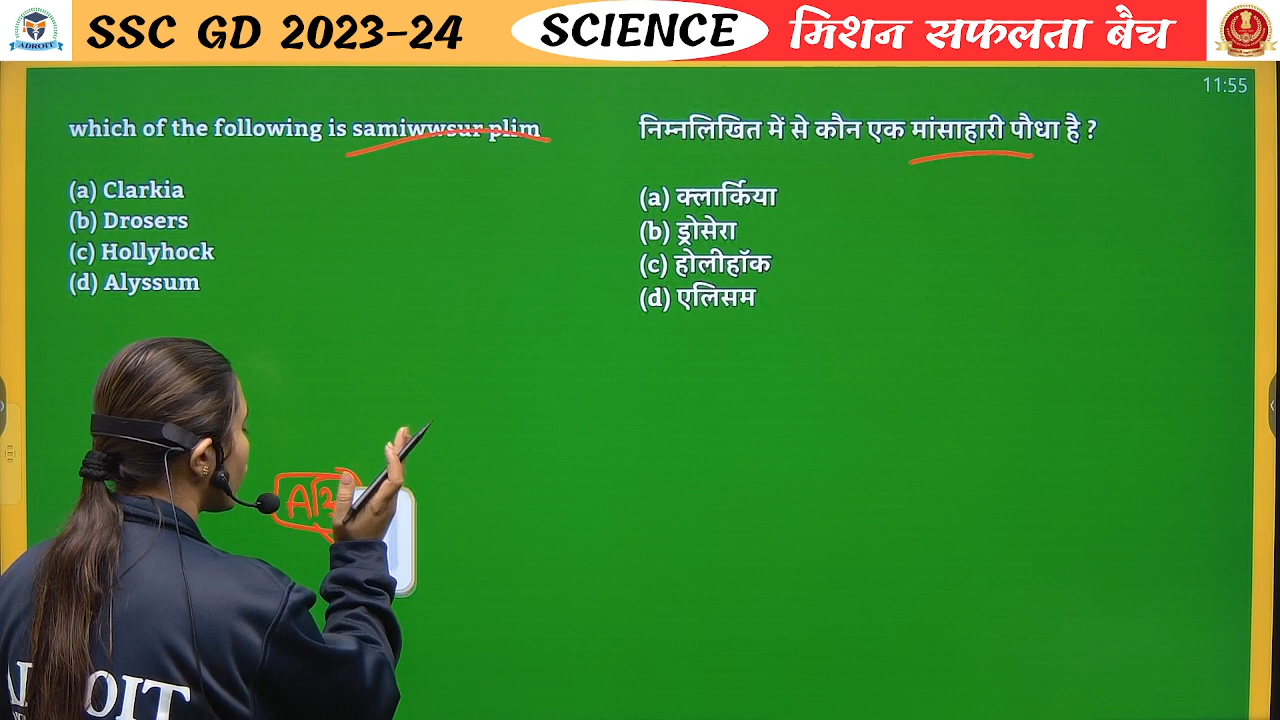 ADROIT
SSC GD 2023-24
SCIENCE
मिशन सफलता बैच
11:55
which of the following is samiwwsur plim
(a) Clarkia
(b) Drosers
(c) Hollyhock
(d) Alyssum
निम्नलिखित में से कौन एक मांसाहारी पौधा है ?
(a) क्लार्किया
(b) ड्रोसेरा
(c) होलीहॉक
(d) एलिसम